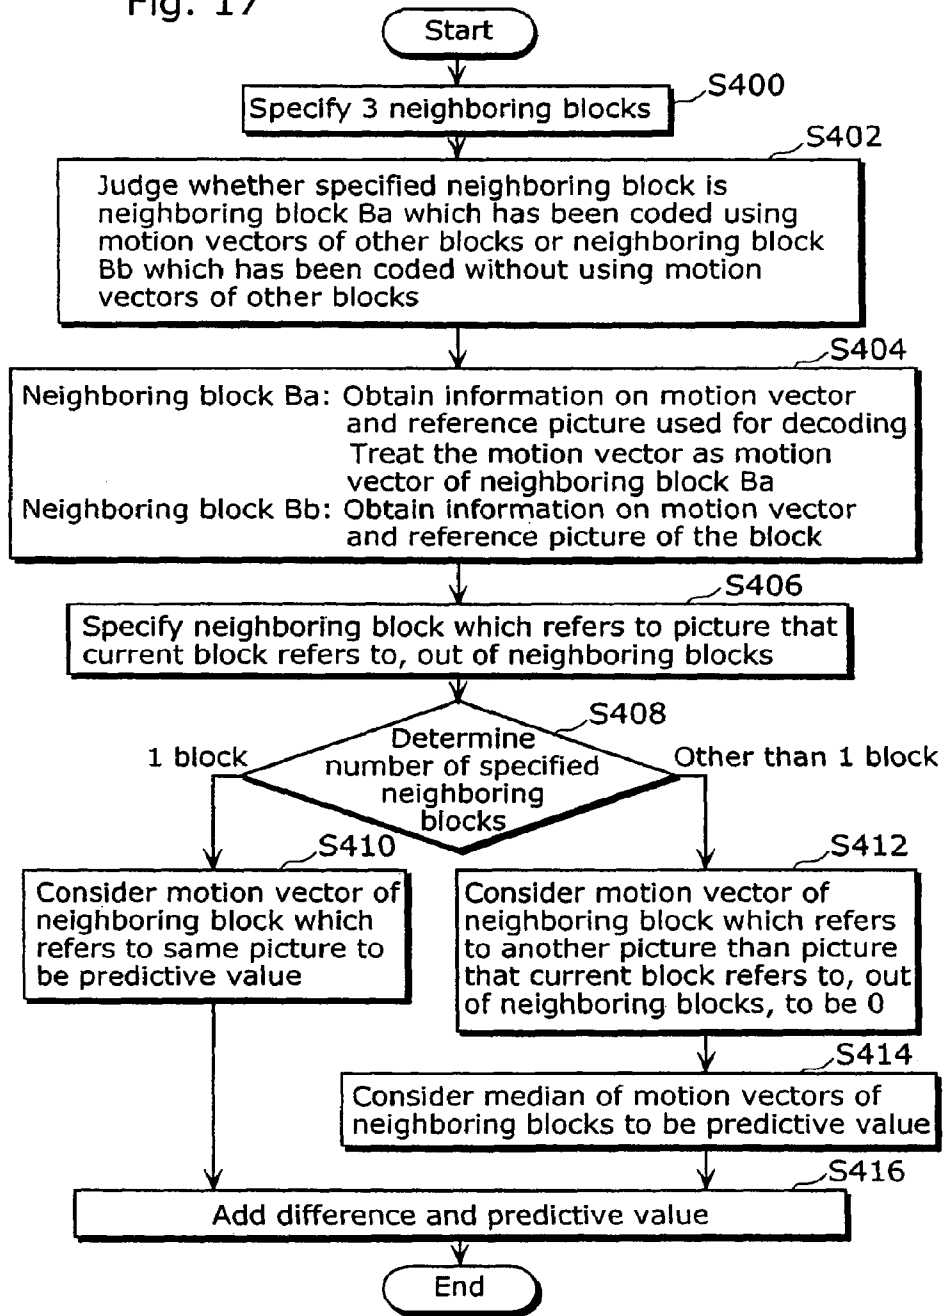 Fig. 17
Start
S400
Specify 3 neighboring blocks
S402
Judge whether specified neighboring block is
neighboring block Ba which has been coded using
motion vectors of other blocks or neighboring block
Bb which has been coded without using motion
vectors of other blocks
S404
Neighboring block Ba: Obtain information on motion vector
and reference picture used for decoding
Treat the motion vector as motion
vector of neighboring block Ba
Neighboring block Bb: Obtain information on motion vector
and reference picture of the block
S406
Specify neighboring block which refers to picture that
current block refers to, out of neighboring blocks
S408
Determine
number of specified
neighboring
blocks
1 block
Other than 1 block
S410
Consider motion vector of
neighboring block which
refers to same picture to
be predictive value
S412
Consider motion vector of
neighboring block which refers
to another picture than picture
that current block refers to, out
of neighboring blocks, to be 0
S414
Consider median of motion vectors of
neighboring blocks to be predictive value
S416
Add difference and predictive value
End